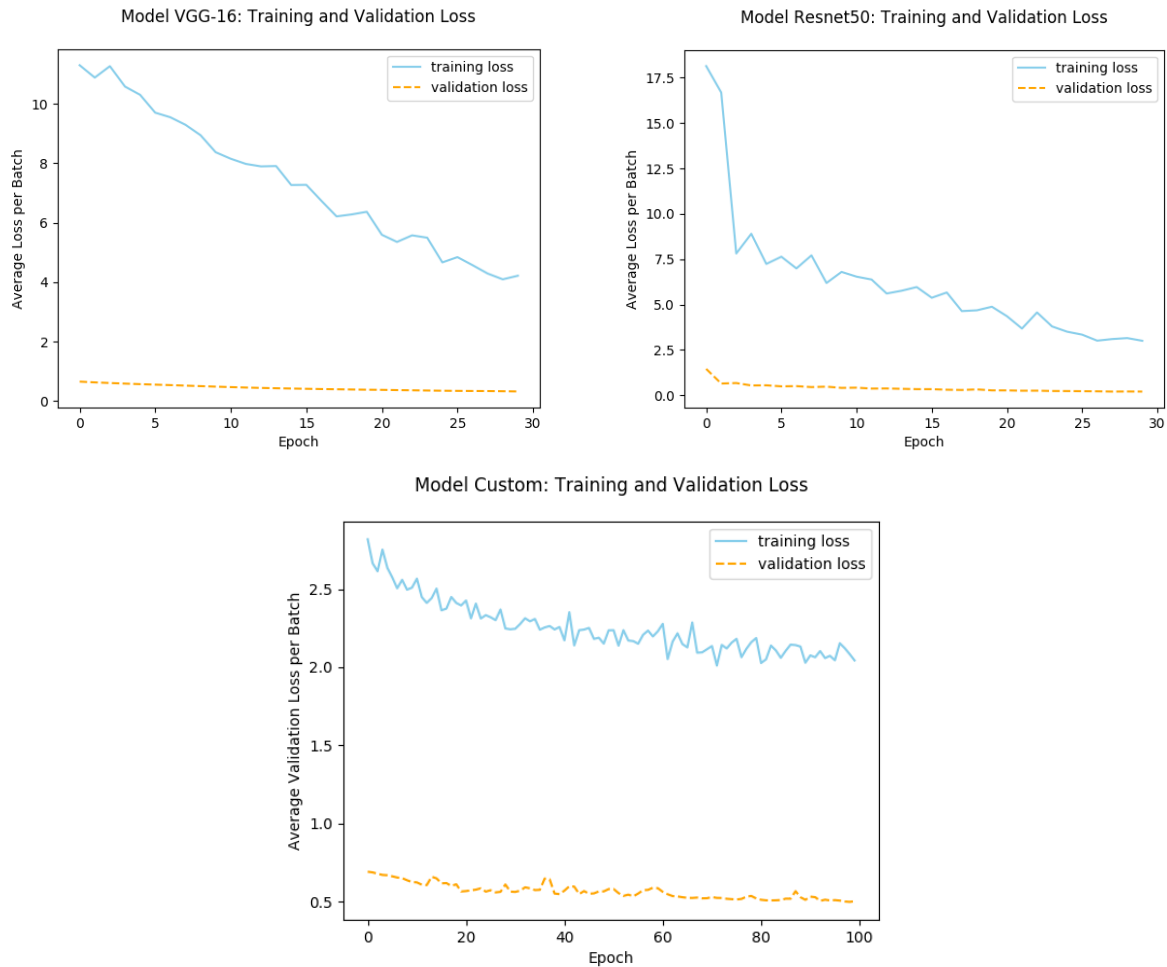 Model VGG-16: Training and Validation Loss
training loss
validation loss
Average Loss per Batch
10
8
6
4
2
0
0 5 10 15 20 25 30
Epoch
Model Resnet50: Training and Validation Loss
training loss
validation loss
Average Loss per Batch
17.5
15.0
12.5
10.0
7.5
5.0
2.5
0.0
0 5 10 15 20 25 30
Epoch
Model Custom: Training and Validation Loss
training loss
validation loss
Average Validation Loss per Batch
2.5
2.0
1.5
1.0
0.5
0 20 40 60 80 100
Epoch